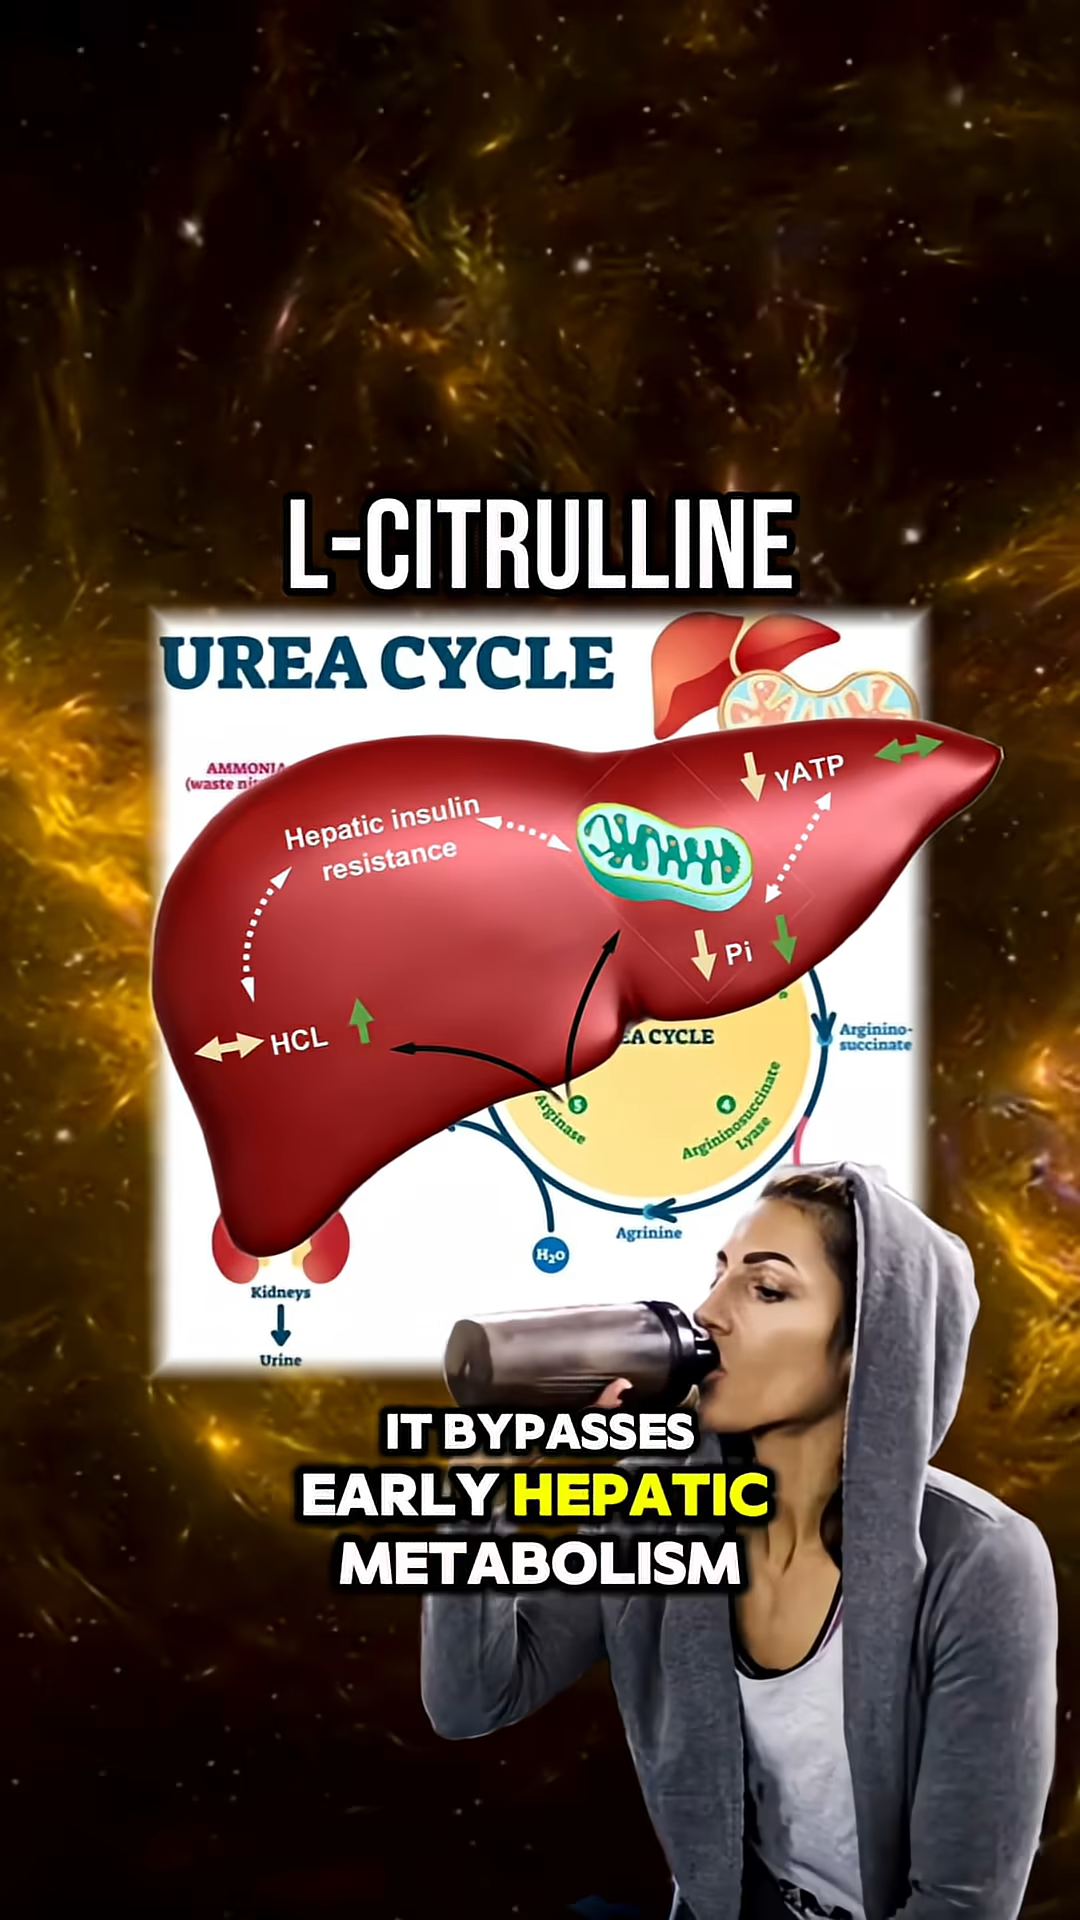 L-CITRULLINE
UREA CYCLE
AMMONIA
(waste
γATP
Hepatic insulin
resistance
Pi
HCL
CYCLE
Arginino-
succinate
5
Arginase
4
Argininosuccinate
Lyase
Agrinine
H₂O
Kidneys
Urine
IT BYPASSES
EARLY HEPATIC
METABOLISM